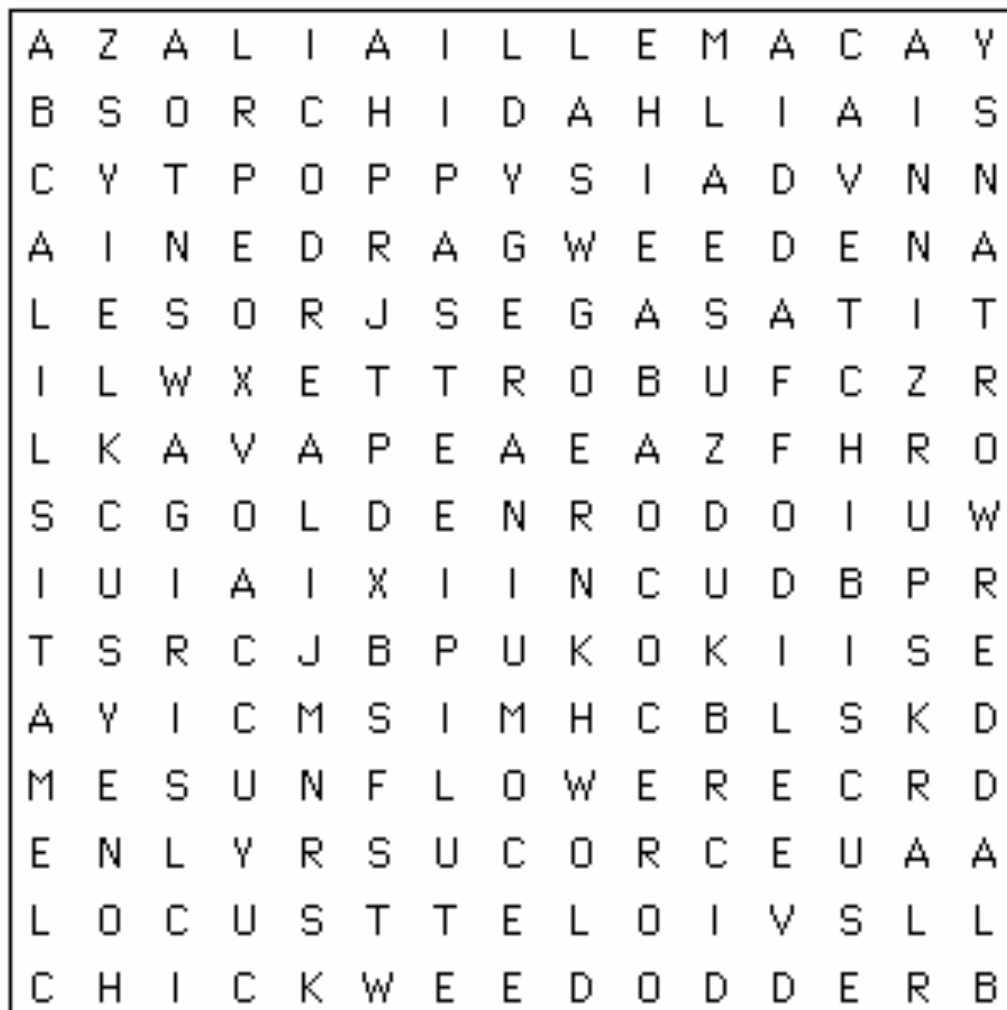 A Z A L I A I L L E M A C A Y
B S O R C H I D A H L I A I S
C Y T P O P P Y S I A D V N N
A I N E D R A G W E E D E N A
L E S O R J S E G A S A T I T
I L W X E T T R O B U F C Z R
L K A V A P E A E A Z F H R O
S C G O L D E N R O D O I U W
I U I A I X I I N C U D B P R
T S R C J B P U K O K I I S E
A Y I C M S I M H C B L S K D
M E S U N F L O W E R E C R D
E N L Y R S U C O R C E U A A
L O C U S T T E L O I V S L L
C H I C K W E E D O D D E R B